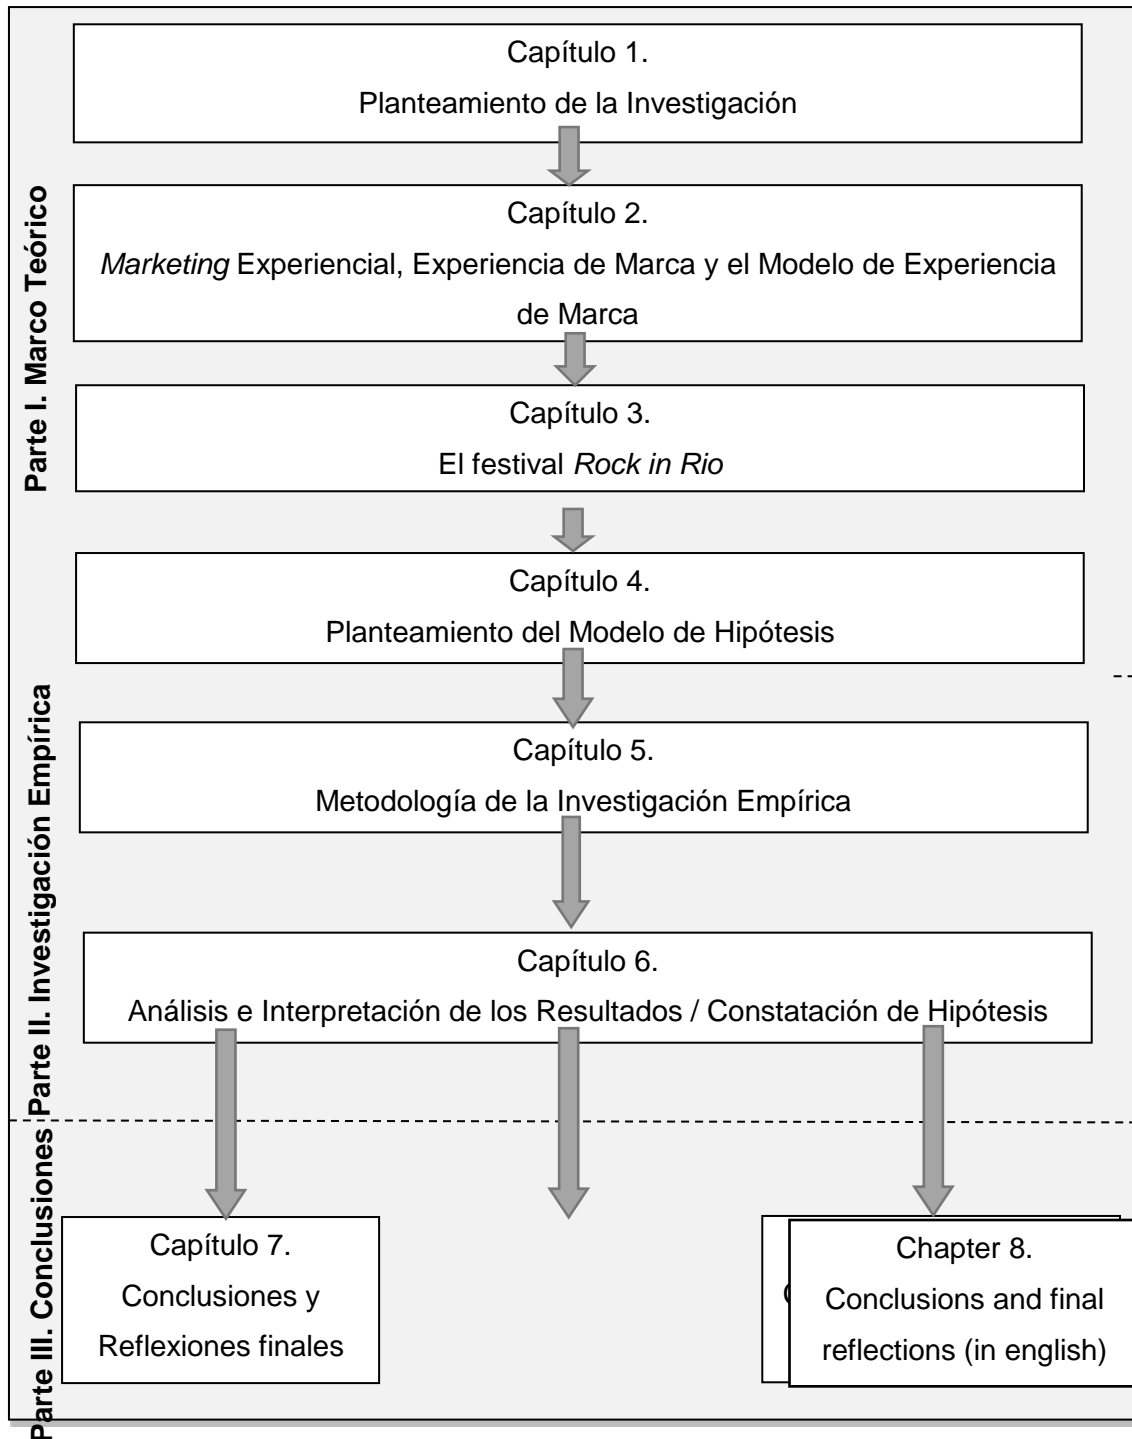 Parte I. Marco Teórico
Capítulo 1.
Planteamiento de la Investigación
Capítulo 2.
Marketing Experiencial, Experiencia de Marca y el Modelo de Experiencia
de Marca
Capítulo 3.
El festival Rock in Rio
Capítulo 4.
Planteamiento del Modelo de Hipótesis
Parte II. Investigación Empírica
Capítulo 5.
Metodología de la Investigación Empírica
Capítulo 6.
Análisis e Interpretación de los Resultados / Constatación de Hipótesis
Parte III. Conclusiones
Capítulo 7.
Conclusiones y
Reflexiones finales
Chapter 8.
Conclusions and final
reflections (in english)